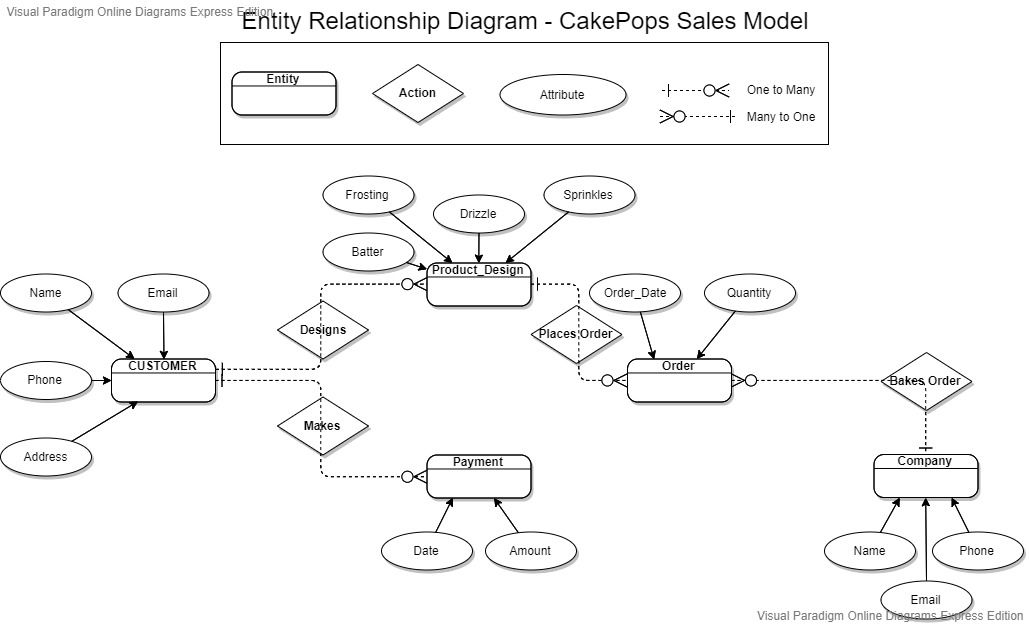 Visual Paradigm Online Diagrams Express Edition
Entity Relationship Diagram - CakePops Sales Model
Entity
Action
Attribute
One to Many
Many to One
Frosting
Drizzle
Sprinkles
Batter
Product_Design
Name
Email
Order_Date
Quantity
Designs
Places Order
CUSTOMER
Order
Phone
Bakes Order
Makes
Address
Payment
Company
Date
Amount
Name
Phone
Email
Visual Paradigm Online Diagrams Express Edition